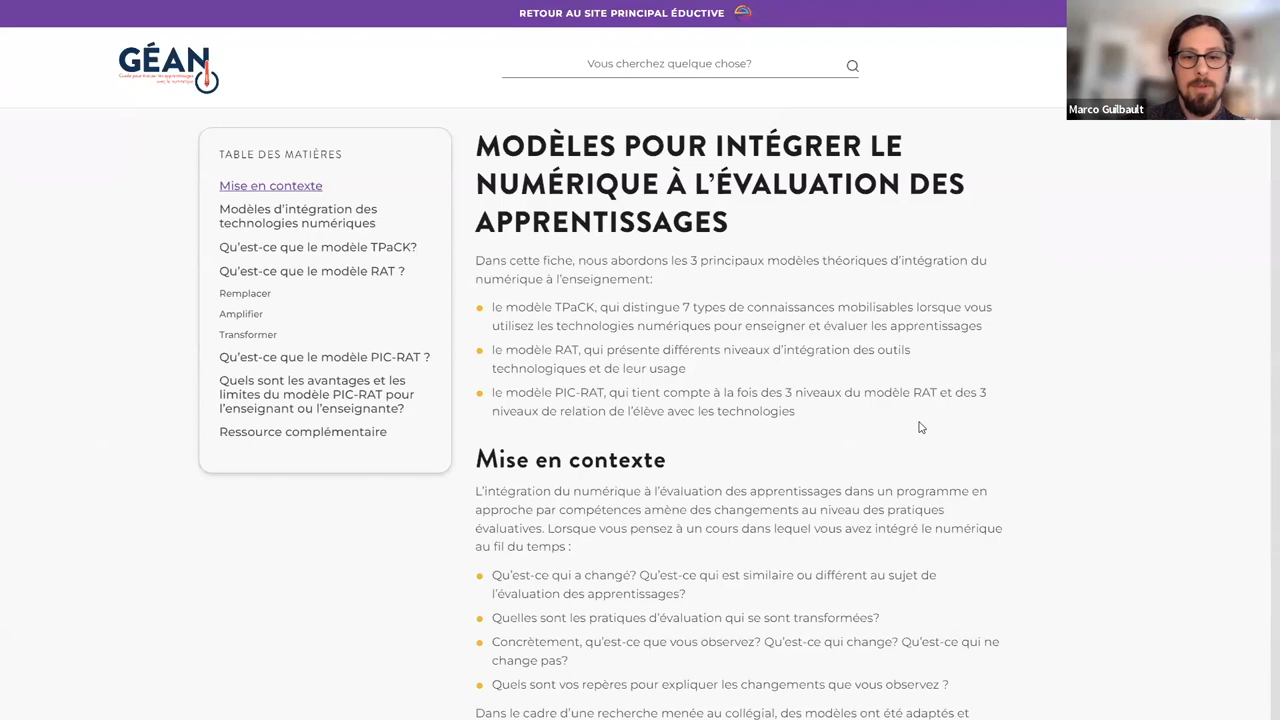 RETOUR AU SITE PRINCIPAL ÉDUCTIVE
GÉAN
Vous cherchez quelque chose?
Marco Guilbault
TABLE DES MATIÈRES
Mise en contexte
Modèles d'intégration des
technologies numériques
Qu'est-ce que le modèle TPaCK?
Qu'est-ce que le modèle RAT ?
Remplacer
Amplifier
Transformer
Qu'est-ce que le modèle PIC-RAT ?
Quels sont les avantages et les
limites du modèle PIC-RAT pour
l'enseignant ou l'enseignante?
Ressource complémentaire
MODÈLES POUR INTÉGRER LE
NUMÉRIQUE À L'ÉVALUATION DES
APPRENTISSAGES
Dans cette fiche, nous abordons les 3 principaux modèles théoriques d'intégration du
numérique à l'enseignement:
le modèle TPaCK, qui distingue 7 types de connaissances mobilisables lorsque vous
utilisez les technologies numériques pour enseigner et évaluer les apprentissages
le modèle RAT, qui présente différents niveaux d'intégration des outils
technologiques et de leur usage
le modèle PIC-RAT, qui tient compte à la fois des 3 niveaux du modèle RAT et des 3
niveaux de relation de l'élève avec les technologies
Mise en contexte
L'intégration du numérique à l'évaluation des apprentissages dans un programme en
approche par compétences amène des changements au niveau des pratiques
évaluatives. Lorsque vous pensez à un cours dans lequel vous avez intégré le numérique
au fil du temps :
Qu'est-ce qui a changé? Qu'est-ce qui est similaire ou différent au sujet de
l'évaluation des apprentissages?
Quelles sont les pratiques d'évaluation qui se sont transformées?
Concrètement, qu'est-ce que vous observez? Qu'est-ce qui change? Qu'est-ce qui ne
change pas?
Quels sont vos repères pour expliquer les changements que vous observez ?
Dans le cadre d'une recherche menée au collégial, des modèles ont été adaptés et